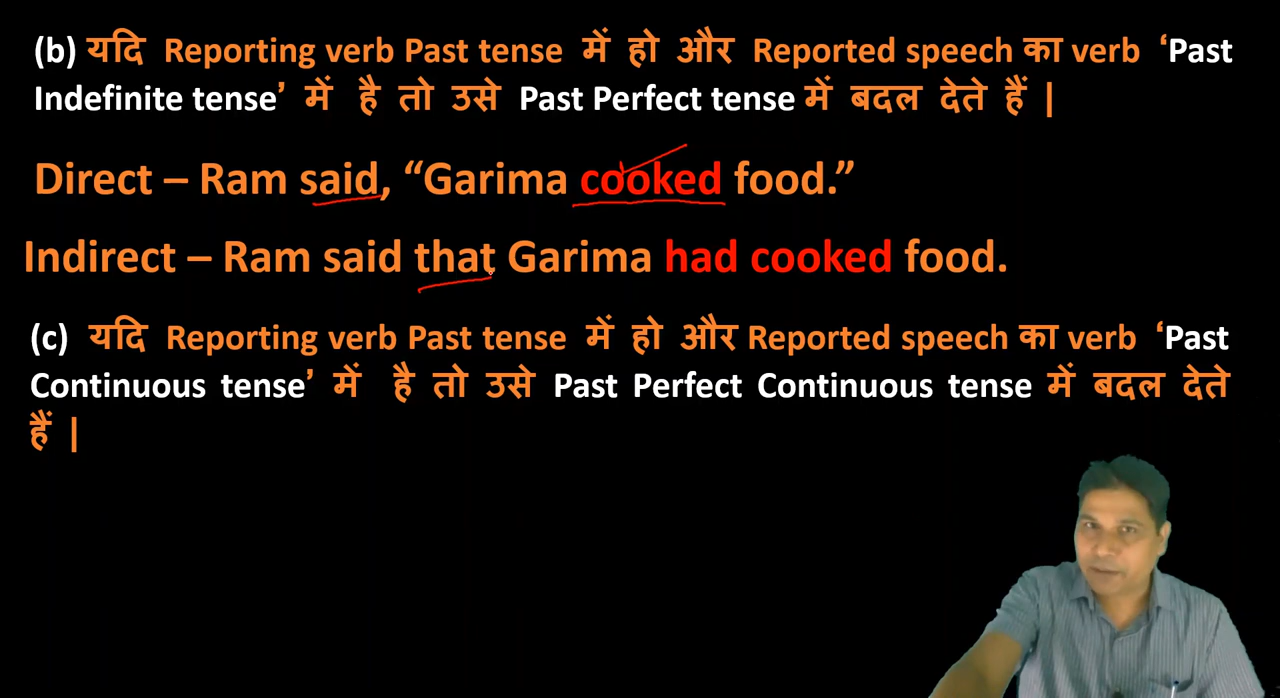 (b) यदि Reporting verb Past tense में हो और Reported speech का verb ‘Past
Indefinite tense’ में है तो उसे Past Perfect tense में बदल देते हैं |
Direct – Ram said, “Garima cooked food.”
Indirect – Ram said that Garima had cooked food.
(c) यदि Reporting verb Past tense में हो और Reported speech का verb ‘Past
Continuous tense’ में है तो उसे Past Perfect Continuous tense में बदल देते
हैं |